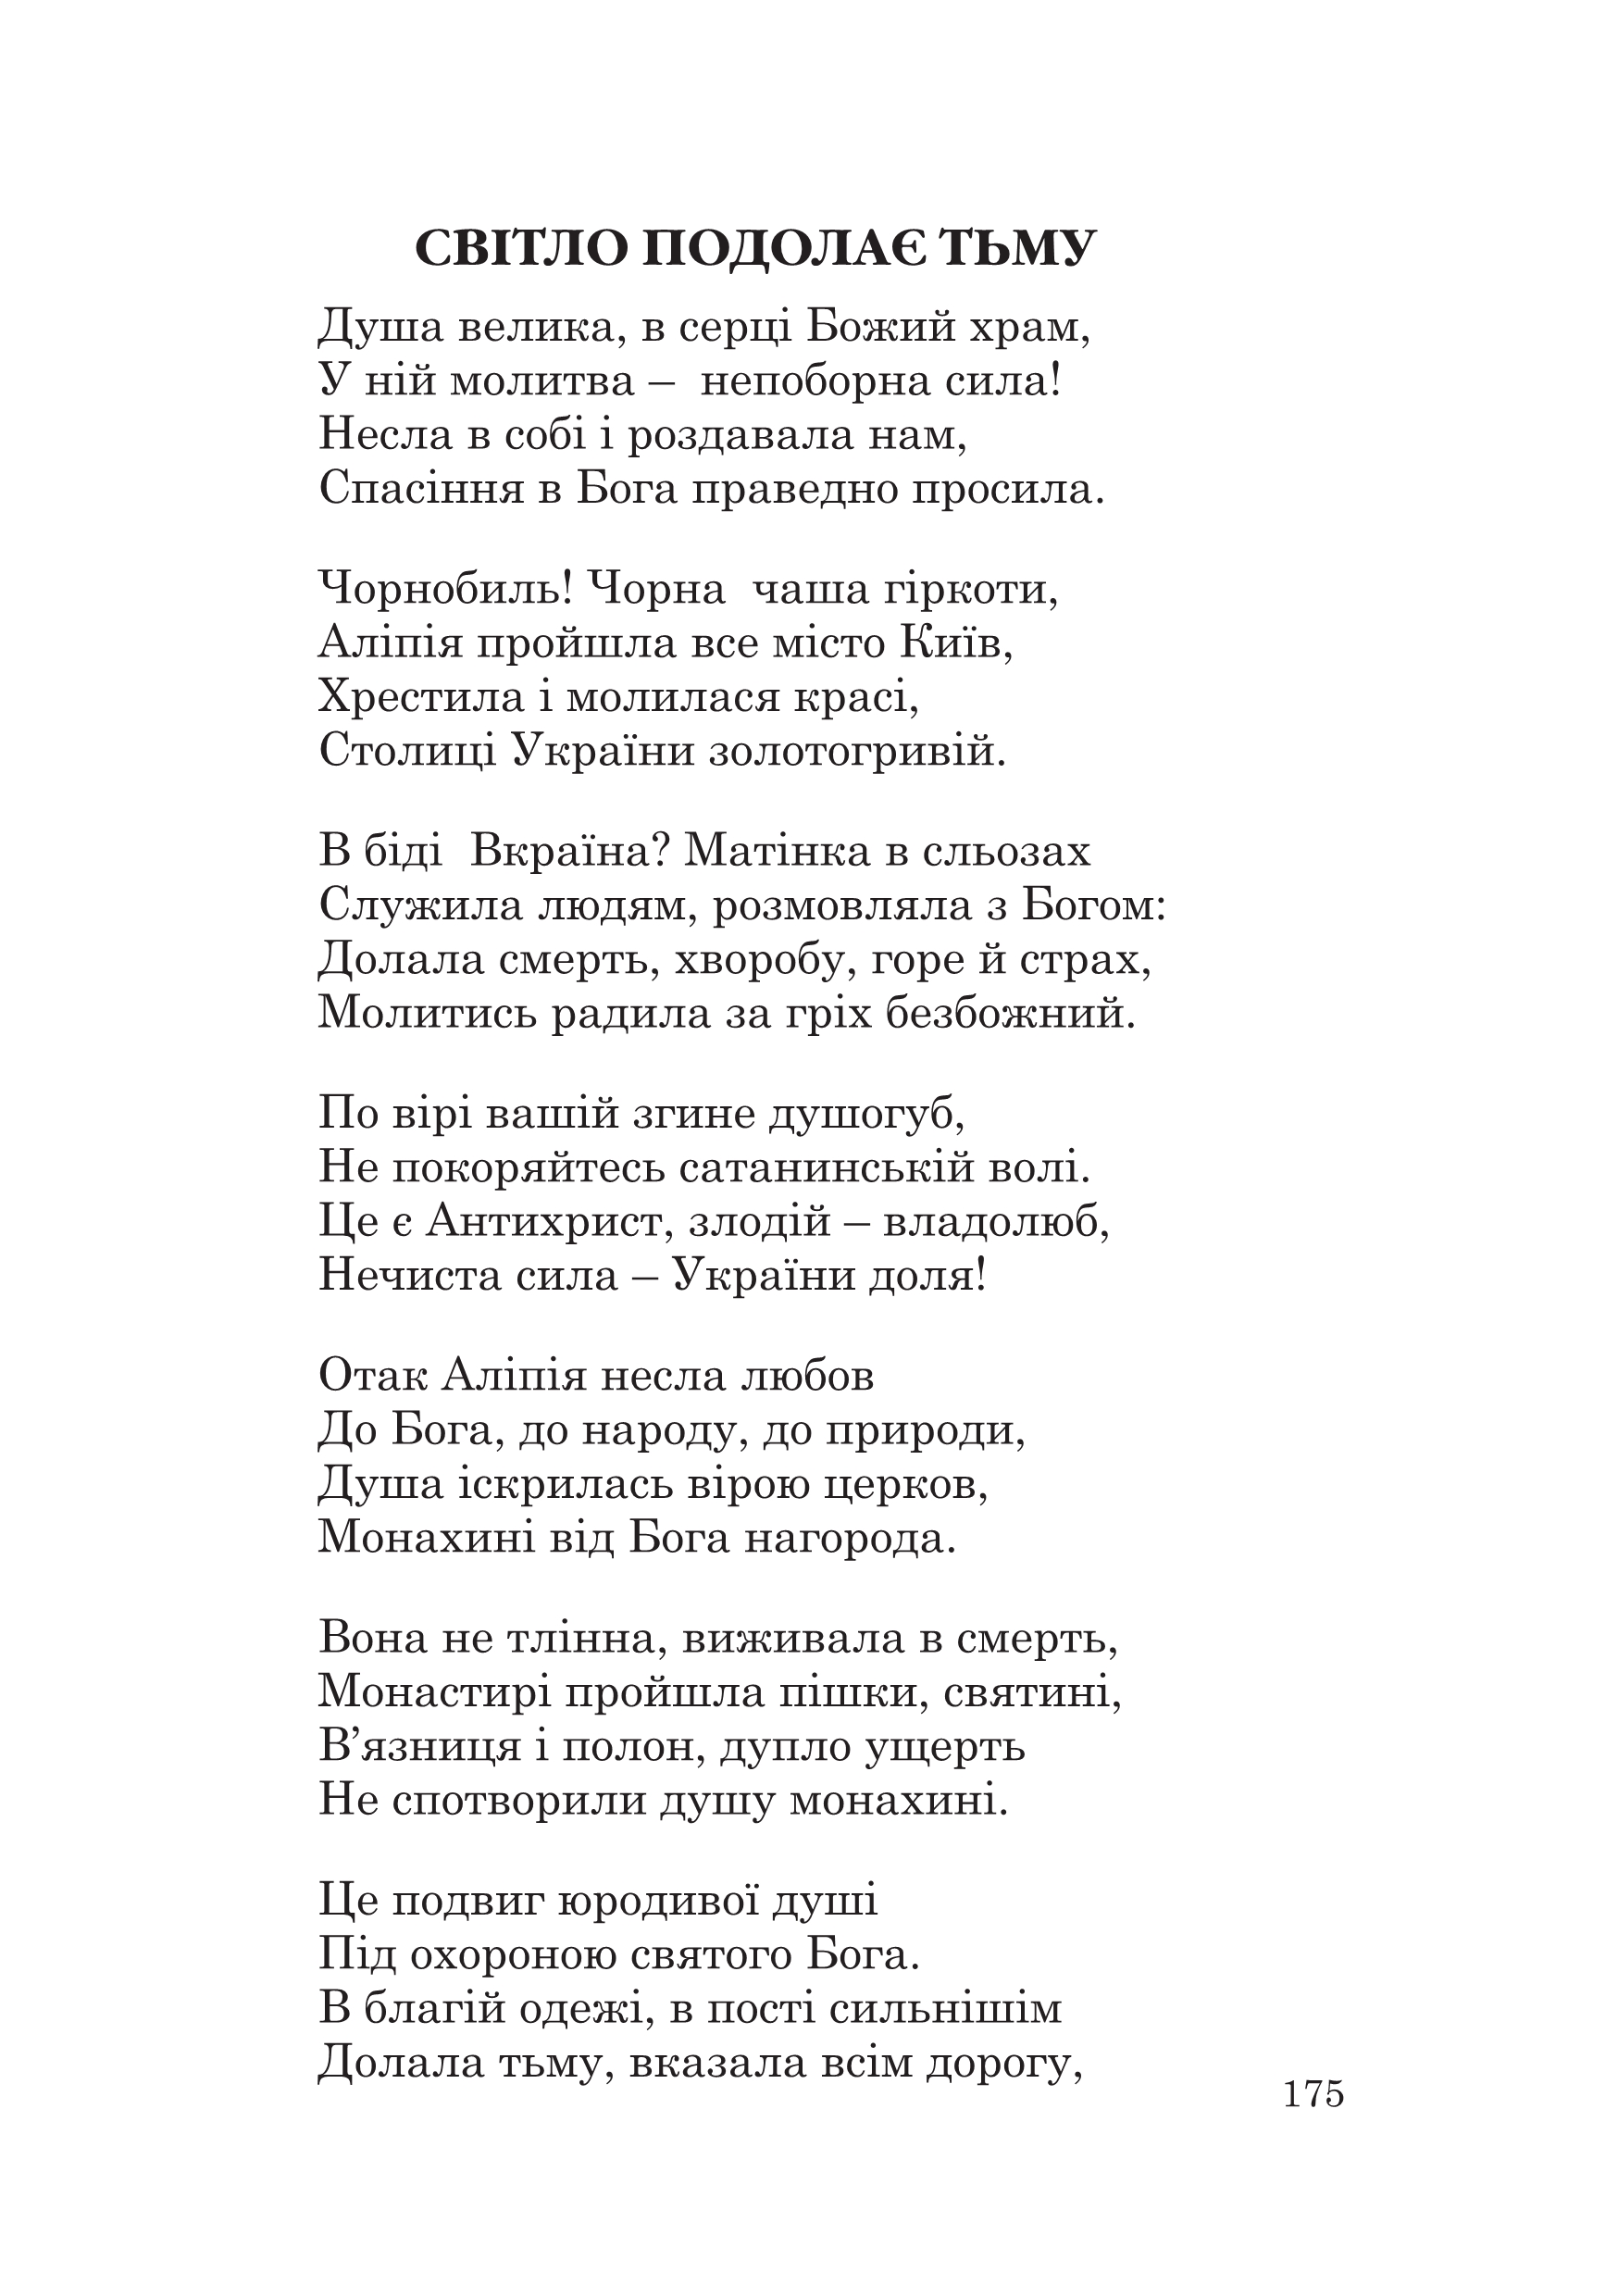 СВІТЛО ПОДОЛАЄ ТЬМУ
Душа велика, в серці Божий храм,
У ній молитва – непоборна сила!
Несла в собі і роздавала нам,
Спасіння в Бога праведно просила.
Чорнобиль! Чорна чаша гіркоти,
Аліпія пройшла все місто Київ,
Хрестила і молилася красі,
Столиці України золотогривій.
В біді Вкраїна? Матінка в сльозах
Служила людям, розмовляла з Богом:
Долала смерть, хворобу, горе й страх,
Молитись радила за гріх безбожний.
По вірі вашій згине душогуб,
Не покоряйтесь сатанинській волі.
Це є Антихрист, злодій – владолюб,
Нечиста сила – України доля!
Отак Аліпія несла любов
До Бога, до народу, до природи,
Душа іскрилась вірою церков,
Монахині від Бога нагорода.
Вона не тлінна, виживала в смерть,
Монастирі пройшла пішки, святині,
В’язниця і полон, дупло ущерть
Не спотворили душу монахині.
Це подвиг юродивої душі
Під охороною святого Бога.
В благій одежі, в пості сильнішім
Долала тьму, вказала всім дорогу,
175